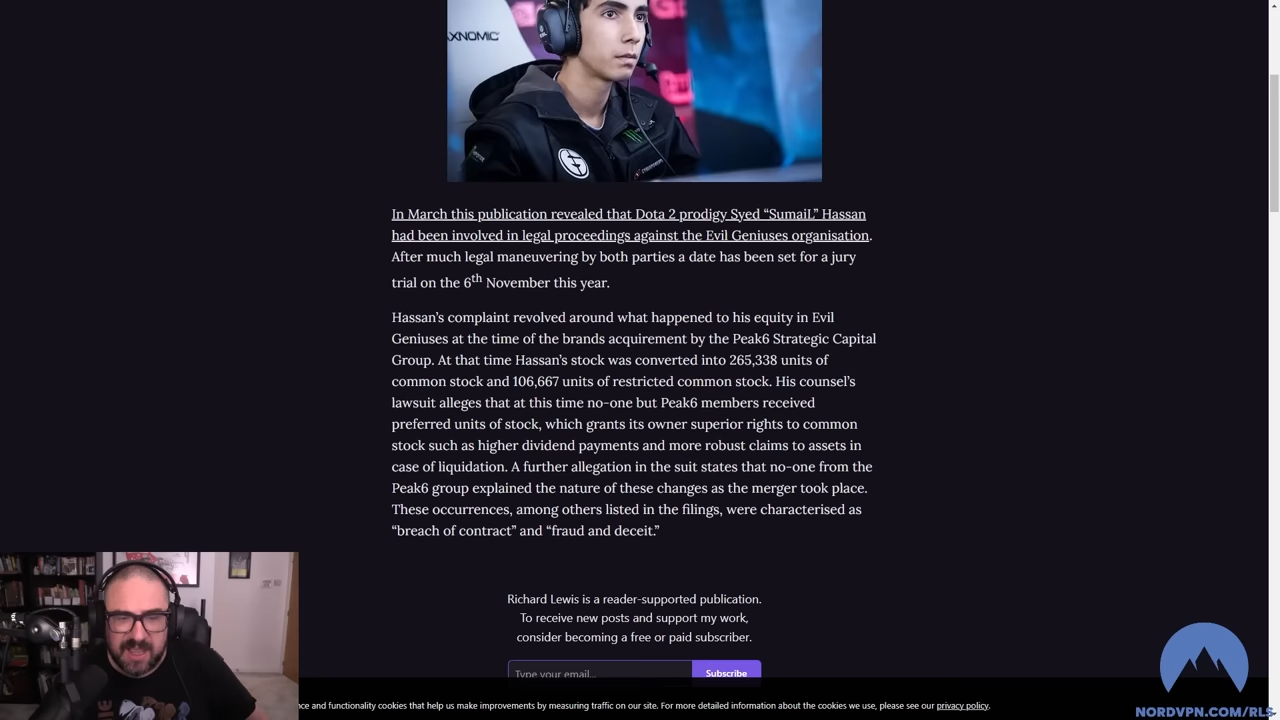 AXNOMIC
In March this publication revealed that Dota 2 prodigy Syed “SumaiL” Hassan
had been involved in legal proceedings against the Evil Geniuses organisation.
After much legal maneuvering by both parties a date has been set for a jury
trial on the 6th November this year.
Hassan’s complaint revolved around what happened to his equity in Evil
Geniuses at the time of the brands acquirement by the Peak6 Strategic Capital
Group. At that time Hassan’s stock was converted into 265,338 units of
common stock and 106,667 units of restricted common stock. His counsel’s
lawsuit alleges that at this time no-one but Peak6 members received
preferred units of stock, which grants its owner superior rights to common
stock such as higher dividend payments and more robust claims to assets in
case of liquidation. A further allegation in the suit states that no-one from the
Peak6 group explained the nature of these changes as the merger took place.
These occurrences, among others listed in the filings, were characterised as
“breach of contract” and “fraud and deceit.”
Richard Lewis is a reader-supported publication.
To receive new posts and support my work,
consider becoming a free or paid subscriber.
Type your email...
Subscribe
nce and functionality cookies that help us make improvements by measuring traffic on our site. For more detailed information about the cookies we use, please see our privacy policy.
NORDVPN.COM/RLS